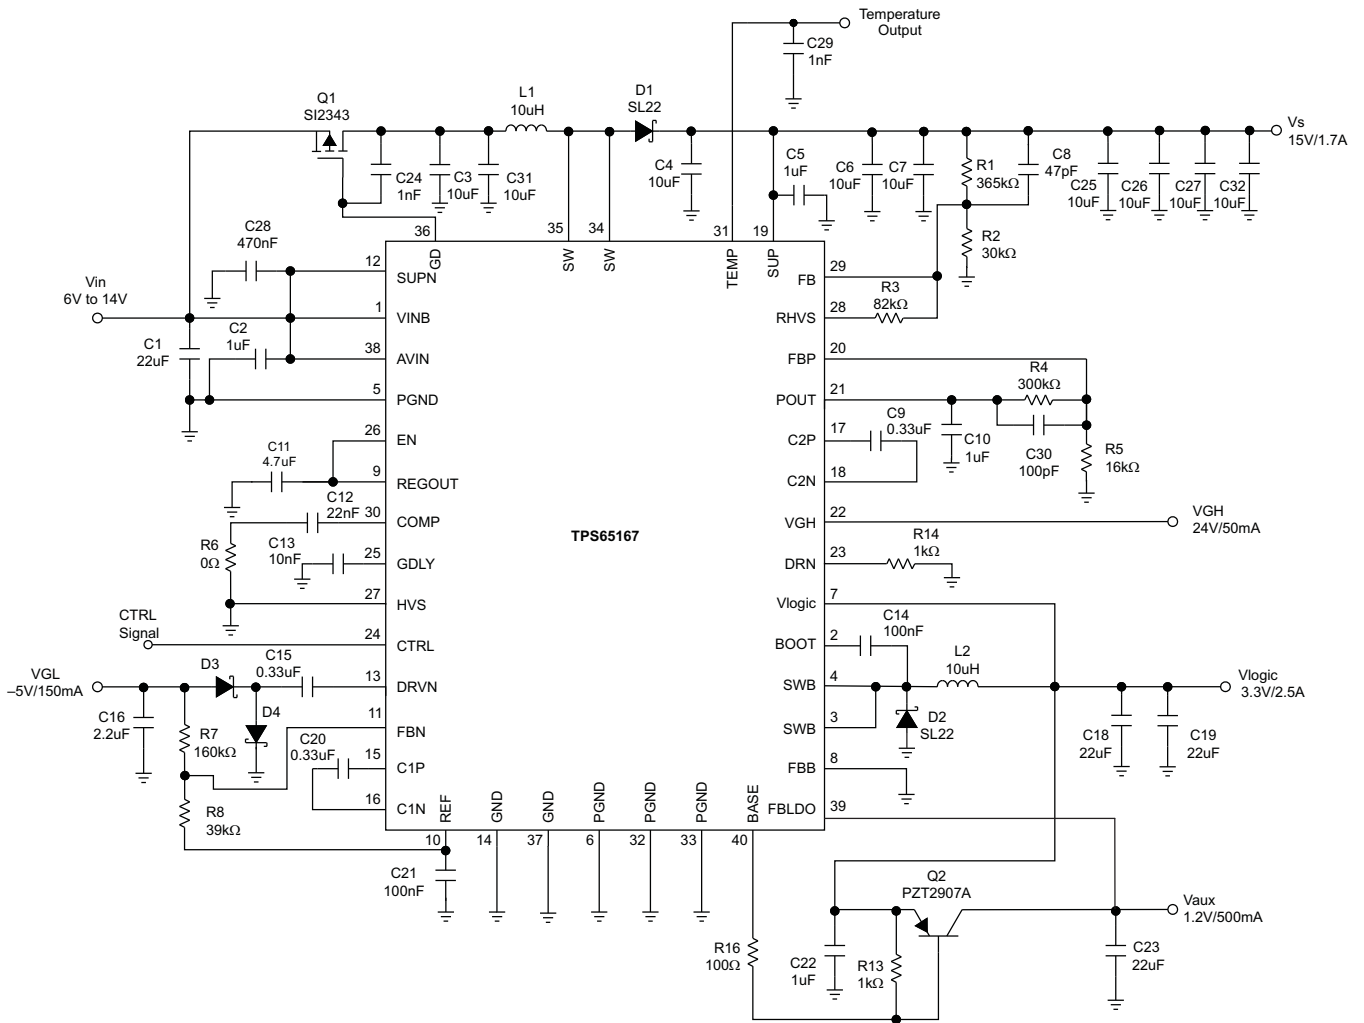 Temperature
Output
C29
1nF
Q1
SI2343
L1
10uH
D1
SL22
Vs
15V/1.7A
C24
1nF
C3
10uF
C31
10uF
C4
10uF
C5
1uF
C6
10uF
C7
10uF
R1
365kΩ
C8
47pF
C25
10uF
C26
10uF
C27
10uF
C32
10uF
R2
30kΩ
36
35
34
31
19
GD
SW
SW
TEMP
SUP
C28
470nF
12
SUPN
Vin
6V to 14V
1
VINB
C1
22uF
C2
1uF
38
AVIN
5
PGND
26
EN
C11
4.7uF
9
REGOUT
C12
22nF
30
COMP
R6
0Ω
C13
10nF
25
GDLY
27
HVS
CTRL
Signal
24
CTRL
VGL
–5V/150mA
D3
C15
0.33uF
13
DRVN
C16
2.2uF
D4
R7
160kΩ
11
FBN
C20
0.33uF
15
C1P
16
C1N
R8
39kΩ
TPS65167
29
FB
R3
82kΩ
28
RHVS
20
FBP
R4
300kΩ
21
POUT
C9
0.33uF
17
C2P
C10
1uF
C30
100pF
R5
16kΩ
18
C2N
22
VGH
VGH
24V/50mA
23
DRN
R14
1kΩ
7
Vlogic
C14
100nF
2
BOOT
L2
10uH
4
SWB
Vlogic
3.3V/2.5A
3
SWB
D2
SL22
C18
22uF
C19
22uF
8
FBB
39
FBLDO
REF
GND
GND
PGND
PGND
PGND
BASE
10
14
37
6
32
33
40
C21
100nF
Q2
PZT2907A
Vaux
1.2V/500mA
R16
100Ω
C22
1uF
R13
1kΩ
C23
22uF